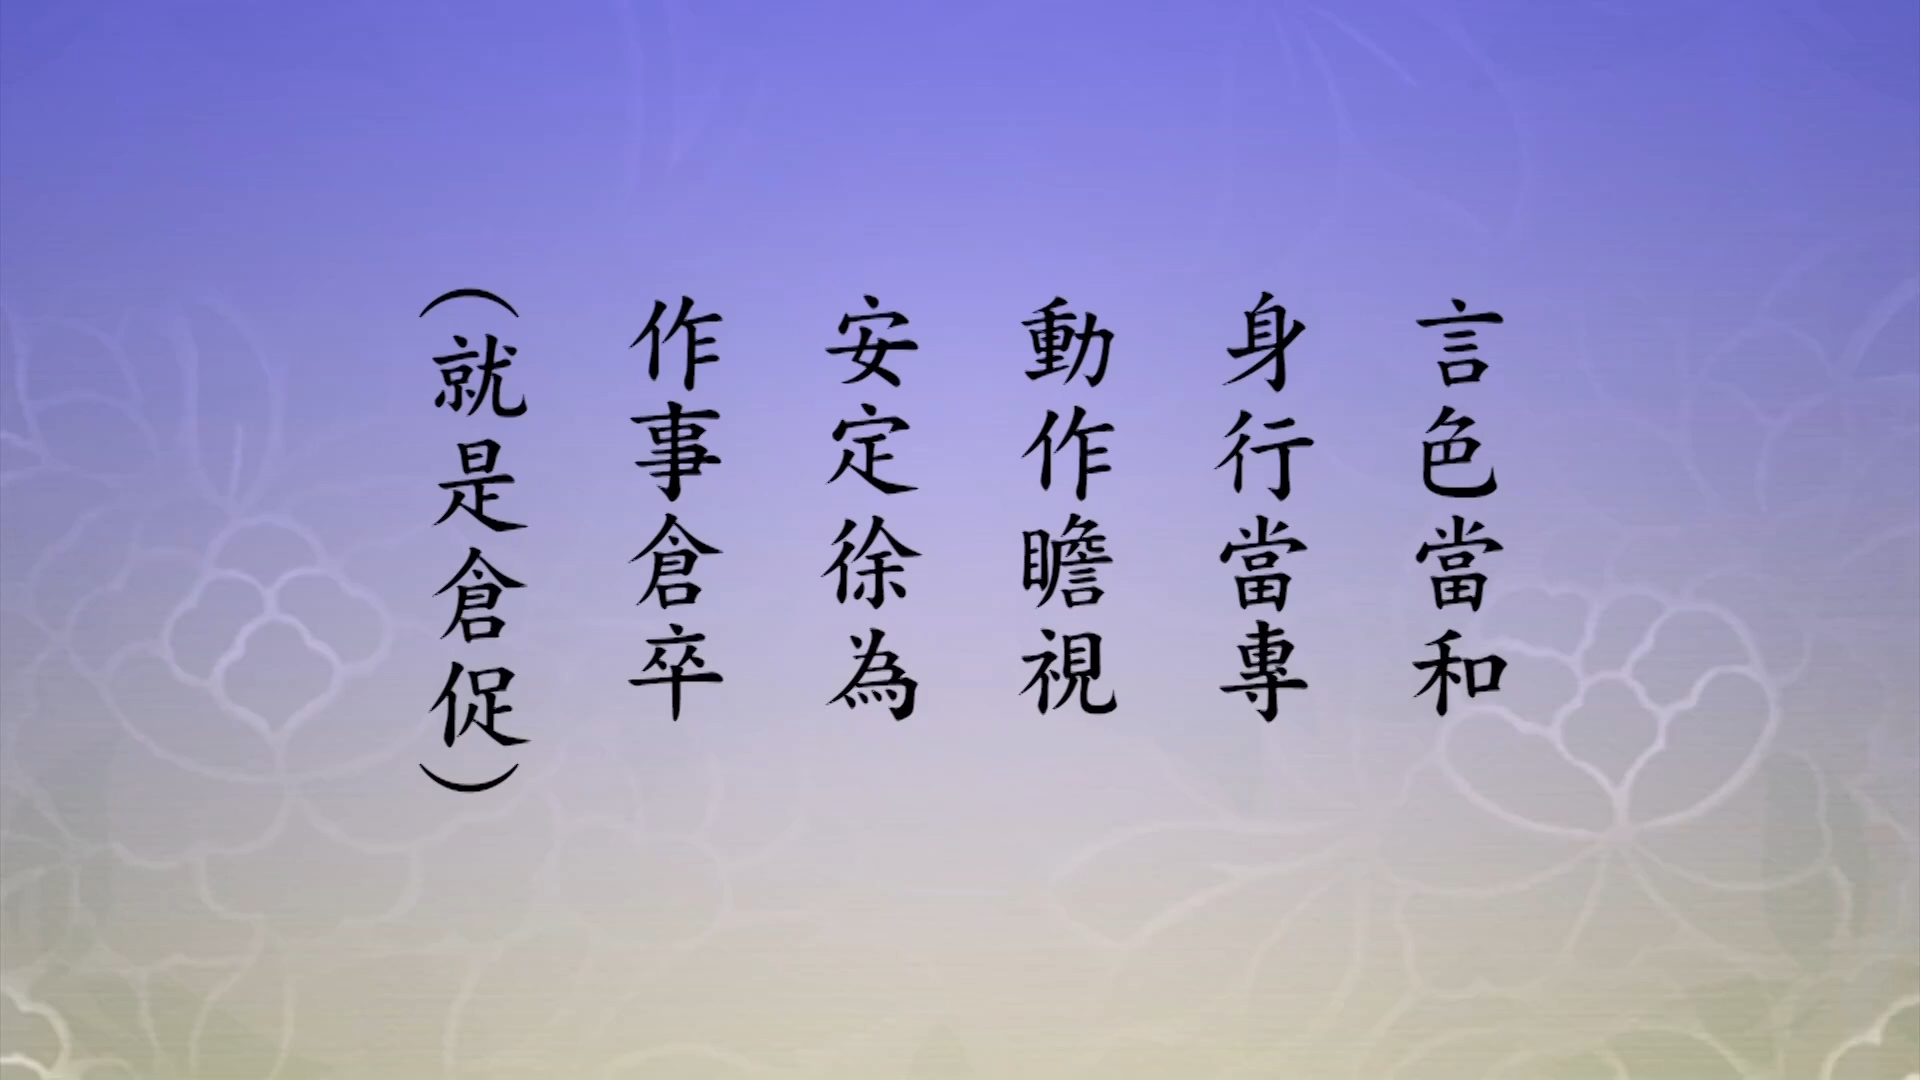 言色當和
身行當專
動作瞻視
安定徐為
作事倉卒
（就是倉促）